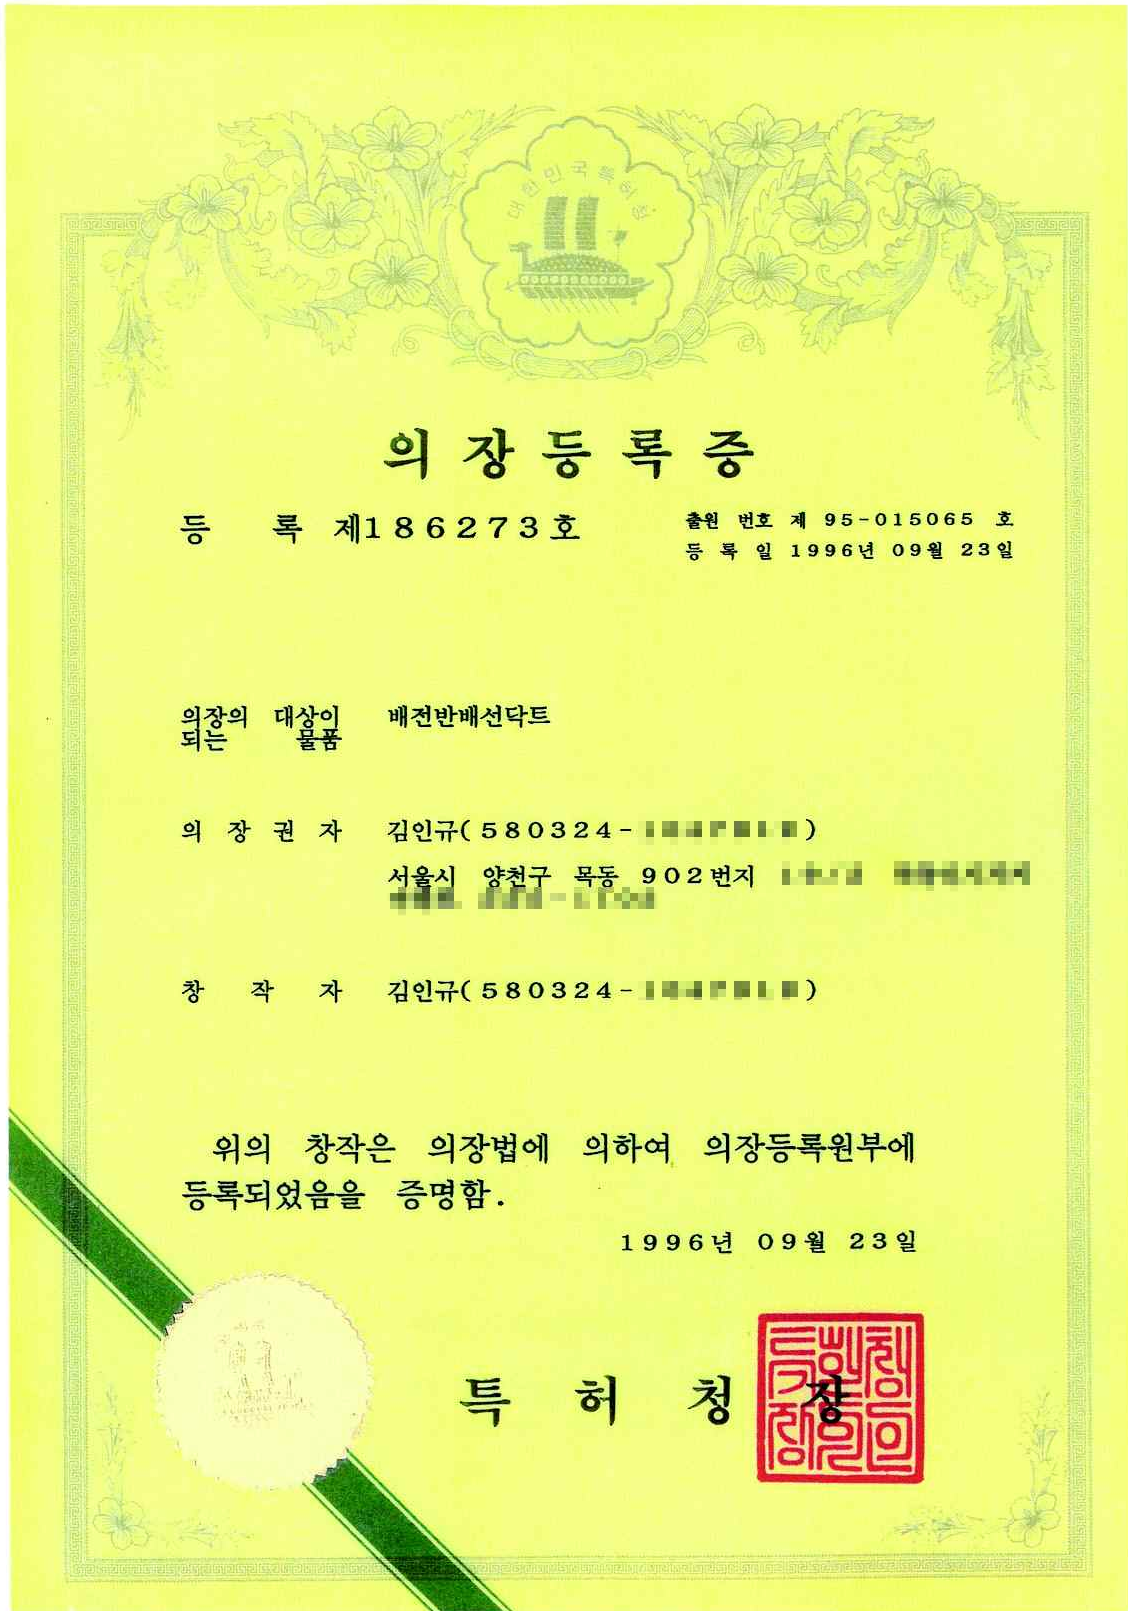 대한민국특허청
의장등록증
등 록 제186273호
출원 번호 제 95-015065 호
등 록 일 1996년 09월 23일
의장의 대상이 배전반배선닥트
되는 물품
의 장 권 자 김인규(580324-
서울시 양천구 목동 902번지
창 작 자 김인규(580324-
위의 창작은 의장법에 의하여 의장등록원부에
등록되었음을 증명함.
1996년 09월 23일
특 허 청 장